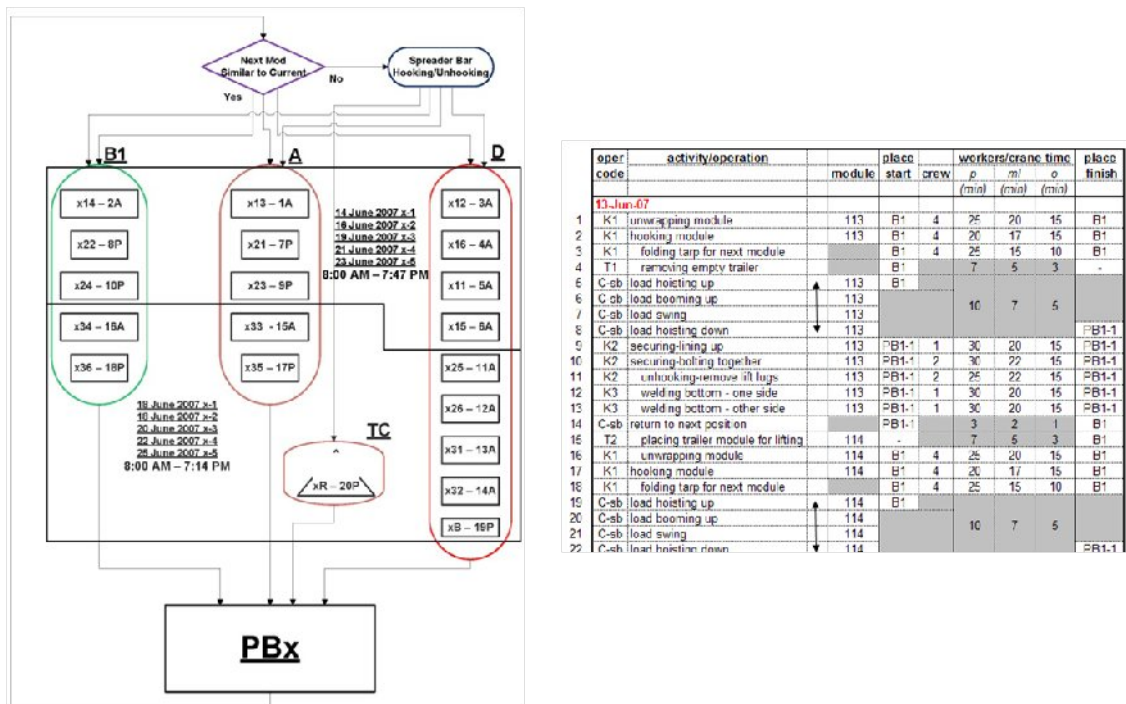 Next Mod
Similar to Current
Spreader Bar
Hooking/Unhooking
No
Yes
B1
A
D
x14 – 2A
x22 – 8P
x24 – 10P
x34 – 16A
x36 – 18P
x13 – 1A
x21 – 7P
x23 – 9P
x33 - 15A
x35 – 17P
14 June 2007 x-1
16 June 2007 x-2
19 June 2007 x-3
21 June 2007 x-4
23 June 2007 x-5
8:00 AM – 7:47 PM
x12 – 3A
x16 – 4A
x11 – 5A
x15 – 6A
x25 – 11A
x26 – 12A
x31 – 13A
x32 – 14A
xB – 19P
18 June 2007 x-2
20 June 2007 x-3
22 June 2007 x-4
25 June 2007 x-5
8:00 AM – 7:14 PM
TC
xR – 20P
PBx
oper activity/operation place workers/crane time place
code module start crew p ml o finish
(min) (min) (min)
13-Jun-07
1 K1 unwrapping module 113 B1 4 25 20 15 B1
2 K1 hooking module 113 B1 4 20 17 15 B1
3 K1 folding tarp for next module B1 4 25 15 10 B1
4 T1 removing empty trailer B1 7 5 3 -
5 C-sb load hoisting up 113 B1
6 C-sb load booming up 113 10 7 5
7 C-sb load swing 113
8 C-sb load hoisting down 113 PB1-1
9 K2 securing-lining up 113 PB1-1 1 30 20 15 PB1-1
10 K2 securing-bolting together 113 PB1-1 2 30 22 15 PB1-1
11 K2 unhooking-remove lift lugs 113 PB1-1 2 25 22 15 PB1-1
12 K3 welding bottom - one side 113 PB1-1 1 30 20 15 PB1-1
13 K3 welding bottom - other side 113 PB1-1 1 30 20 15 PB1-1
14 C-sb return to next position PB1-1 3 2 1 B1
15 T2 placing trailer module for lifting 114 - 7 5 3 B1
16 K1 unwrapping module 114 B1 4 25 20 15 B1
17 K1 hooking module 114 B1 4 20 17 15 B1
18 K1 folding tarp for next module B1 4 25 15 10 B1
19 C-sb load hoisting up 114 B1
20 C-sb load booming up 114 10 7 5
21 C-sb load swing 114
22 C-sb load hoisting down 114 PB1-1